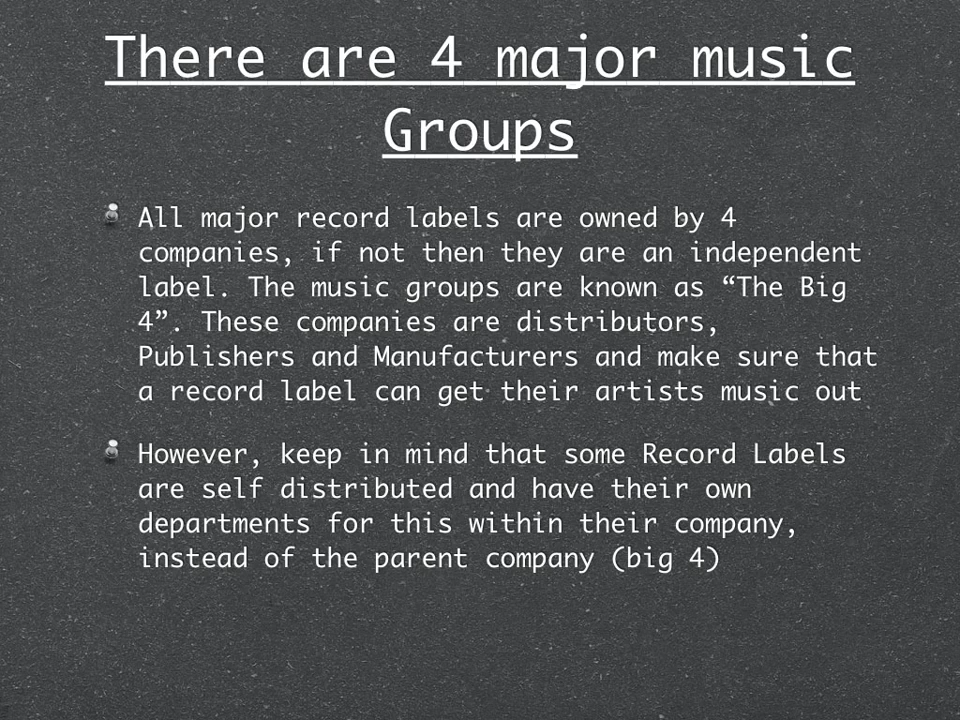 There are 4 major music
Groups
All major record labels are owned by 4
companies, if not then they are an independent
label. The music groups are known as “The Big
4”. These companies are distributors,
Publishers and Manufacturers and make sure that
a record label can get their artists music out
However, keep in mind that some Record Labels
are self distributed and have their own
departments for this within their company,
instead of the parent company (big 4)